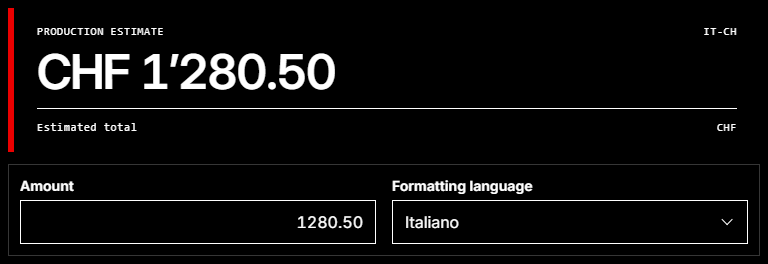 PRODUCTION ESTIMATE IT-CH
CHF 1’280.50
Estimated total CHF
Amount Formatting language
1280.50 Italiano